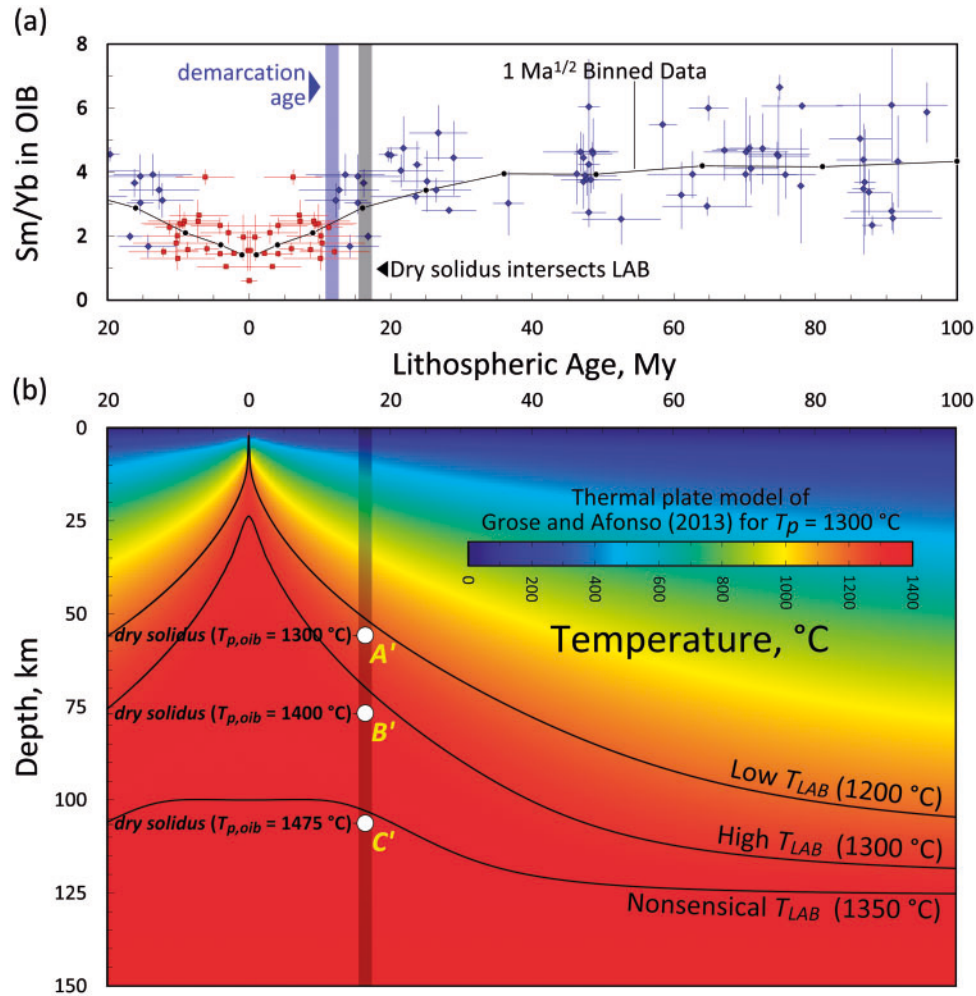 (a)
8
6
4
2
0
Sm/Yb in OIB
demarcation
age
1 Ma1/2 Binned Data
Dry solidus intersects LAB
20 0 20 40 60 80 100
Lithospheric Age, My
(b)
20 0 20 40 60 80 100
0
25
50
75
100
125
150
Depth, km
Thermal plate model of
Grose and Afonso (2013) for Tp = 1300 °C
0 200 400 600 800 1000 1200 1400
Temperature, °C
dry solidus (Tp,oib = 1300 °C)
A'
dry solidus (Tp,oib = 1400 °C)
B'
dry solidus (Tp,oib = 1475 °C)
C'
Low TLAB (1200 °C)
High TLAB (1300 °C)
Nonsensical TLAB (1350 °C)